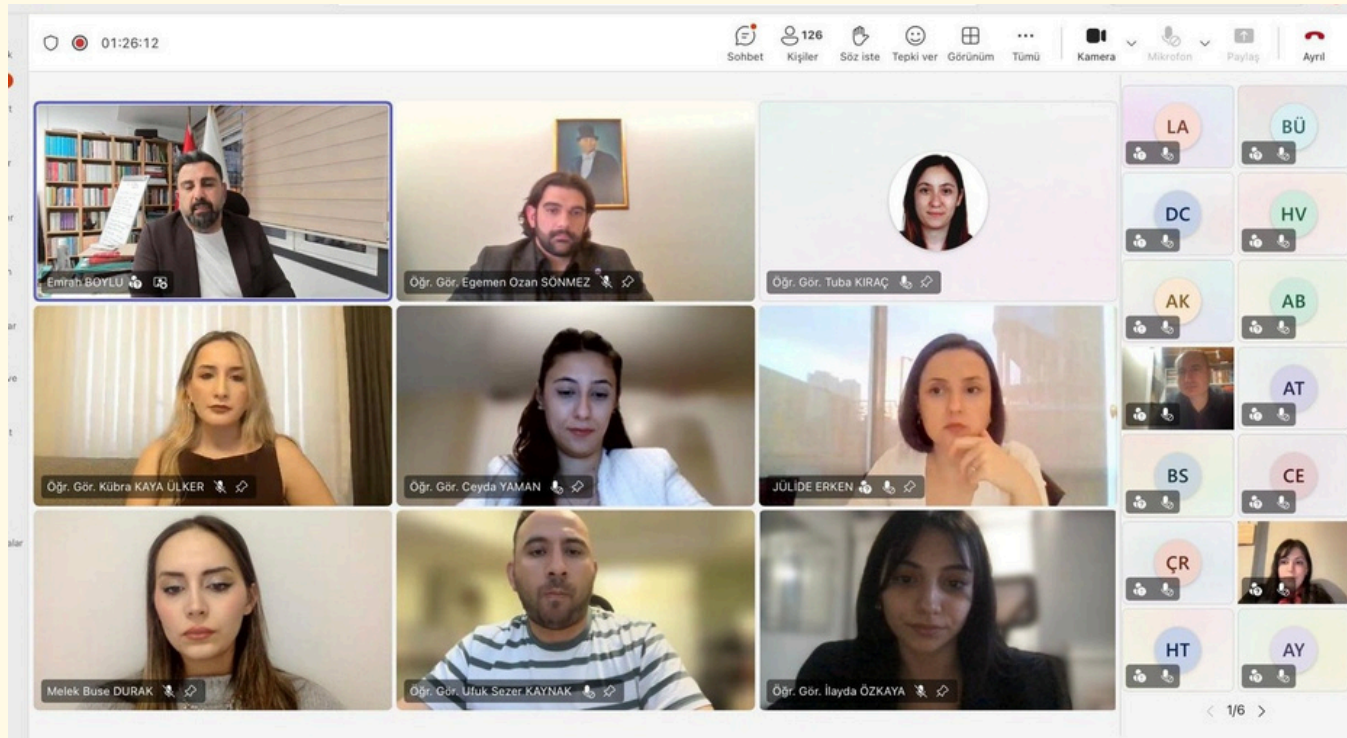 01:26:12
Sohbet
126
Kişiler
Söz iste
Tepki ver
Görünüm
Tümü
Kamera
Mikrofon
Paylaş
Ayrıl
Emrah BOYLU
Öğr. Gör. Egemen Ozan SÖNMEZ
Öğr. Gör. Tuba KIRAÇ
Öğr. Gör. Kübra KAYA ÜLKER
Öğr. Gör. Ceyda YAMAN
JÜLİDE ERKEN
Melek Buse DURAK
Öğr. Gör. Ufuk Sezer KAYNAK
Öğr. Gör. İlayda ÖZKAYA
LA
BÜ
DC
HV
AK
AB
AT
BS
CE
ÇR
HT
AY
1/6